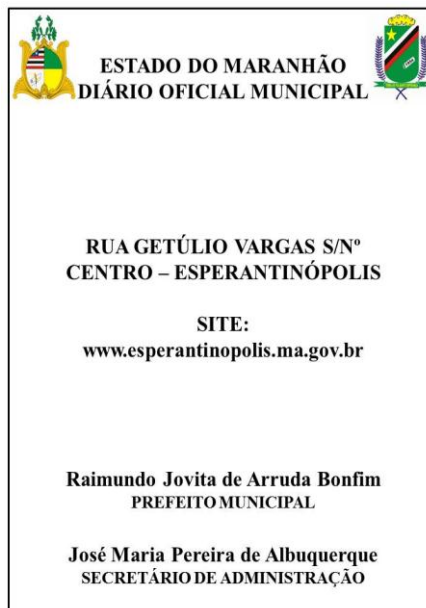 ESTADO DO MARANHÃO
DIÁRIO OFICIAL MUNICIPAL
RUA GETÚLIO VARGAS S/Nº
CENTRO – ESPERANTINÓPOLIS
SITE:
www.esperantinopolis.ma.gov.br
Raimundo Jovita de Arruda Bonfim
PREFEITO MUNICIPAL
José Maria Pereira de Albuquerque
SECRETÁRIO DE ADMINISTRAÇÃO